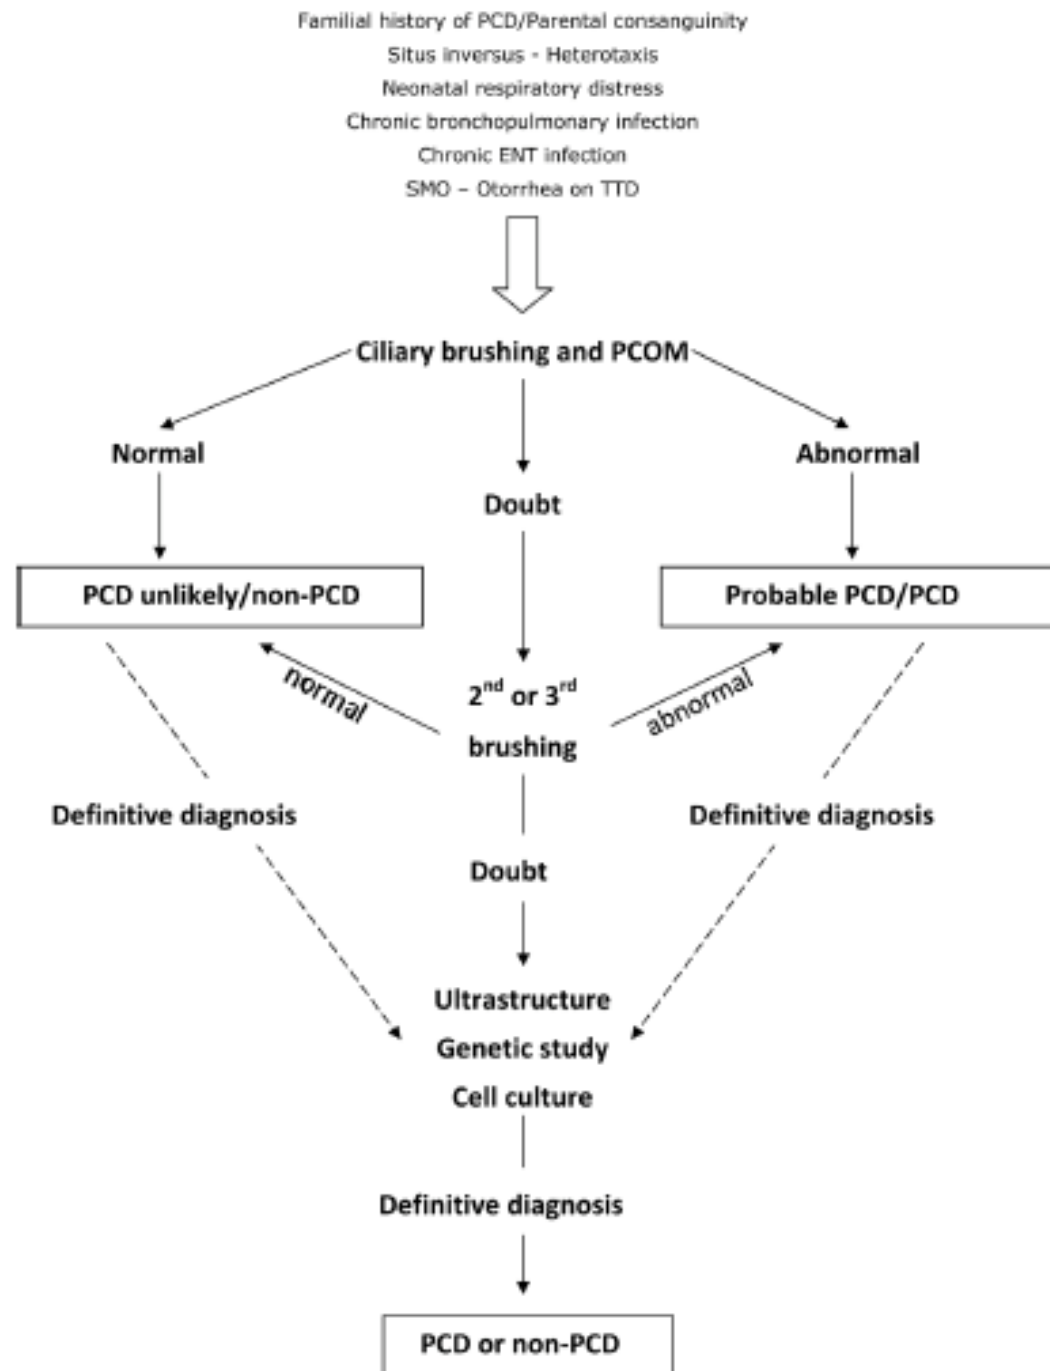 Familial history of PCD/Parental consanguinity
Situs inversus - Heterotaxis
Neonatal respiratory distress
Chronic bronchopulmonary infection
Chronic ENT infection
SMO – Otorrhea on TTD
Ciliary brushing and PCOM
Normal
Abnormal
Doubt
PCD unlikely/non-PCD
Probable PCD/PCD
normal
2nd or 3rd
abnormal
brushing
Definitive diagnosis
Definitive diagnosis
Doubt
Ultrastructure
Genetic study
Cell culture
Definitive diagnosis
PCD or non-PCD